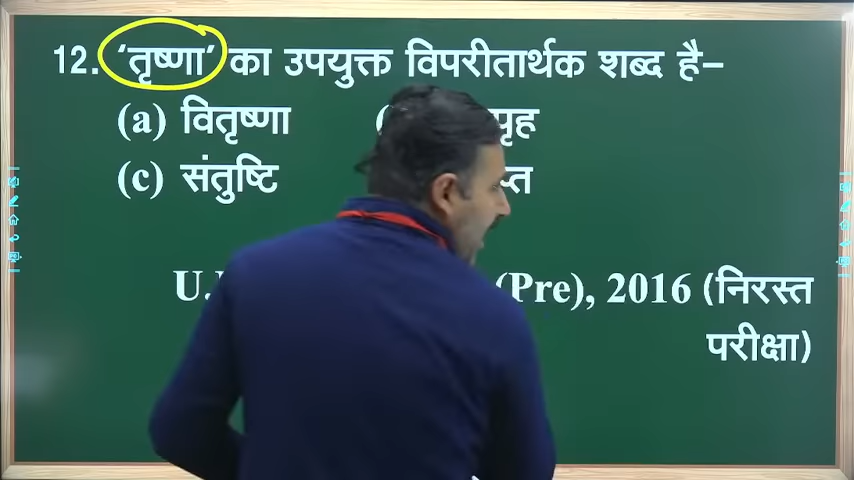 12. ‘तृष्णा’ का उपयुक्त विपरीतार्थक शब्द है–
(a) वितृष्णा
(c) संतुष्टि
(Pre), 2016 (निरस्त
परीक्षा)